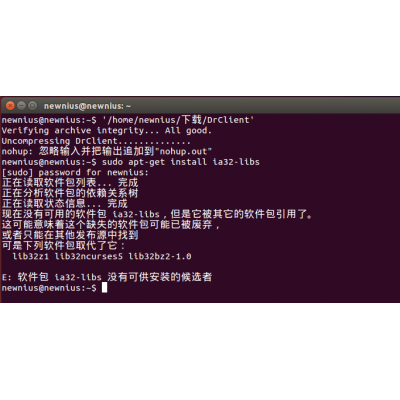 newnius@newnius: ~
newnius@newnius:~$ '/home/newnius/下载/DrClient'
Verifying archive integrity... All good.
Uncompressing DrClient..............
nohup: 忽略输入并把输出追加到"nohup.out"
newnius@newnius:~$ sudo apt-get install ia32-libs
[sudo] password for newnius:
正在读取软件包列表... 完成
正在分析软件包的依赖关系树
正在读取状态信息... 完成
现在没有可用的软件包 ia32-libs，但是它被其它的软件包引用了。
这可能意味着这个缺失的软件包可能已被废弃，
或者只能在其他发布源中找到
可是下列软件包取代了它：
  lib32z1 lib32ncurses5 lib32bz2-1.0

E: 软件包 ia32-libs 没有可供安装的候选者
newnius@newnius:~$